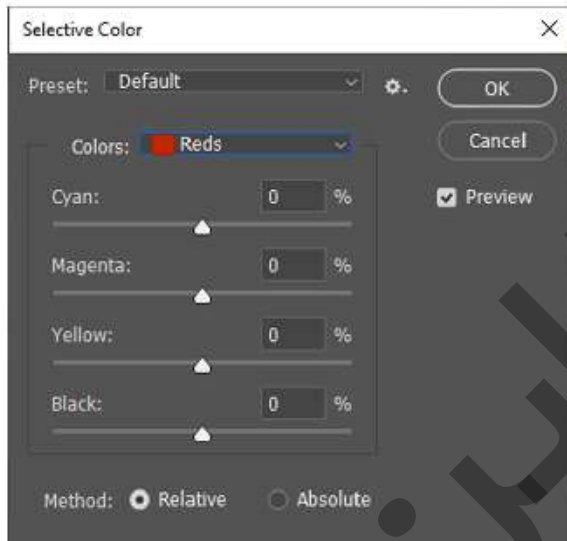 Selective Color
Preset: Default
OK
Colors: Reds
Cancel
Cyan: 0 %
Preview
Magenta: 0 %
Yellow: 0 %
Black: 0 %
Method: Relative Absolute